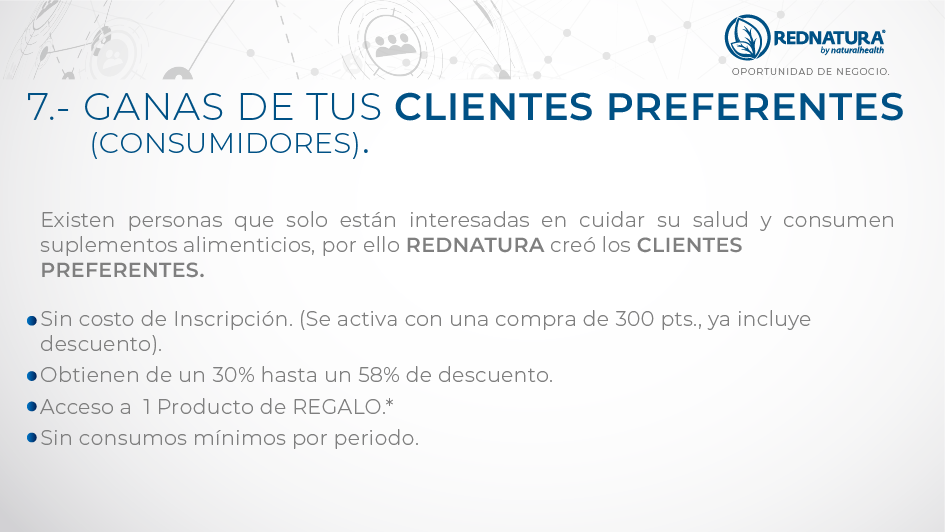 REDNATURA®
by naturalhealth
OPORTUNIDAD DE NEGOCIO.
7.- GANAS DE TUS CLIENTES PREFERENTES
(CONSUMIDORES).
Existen personas que solo están interesadas en cuidar su salud y consumen
suplementos alimenticios, por ello REDNATURA creó los CLIENTES
PREFERENTES.
Sin costo de Inscripción. (Se activa con una compra de 300 pts., ya incluye
descuento).
Obtienen de un 30% hasta un 58% de descuento.
Acceso a 1 Producto de REGALO.*
Sin consumos mínimos por periodo.